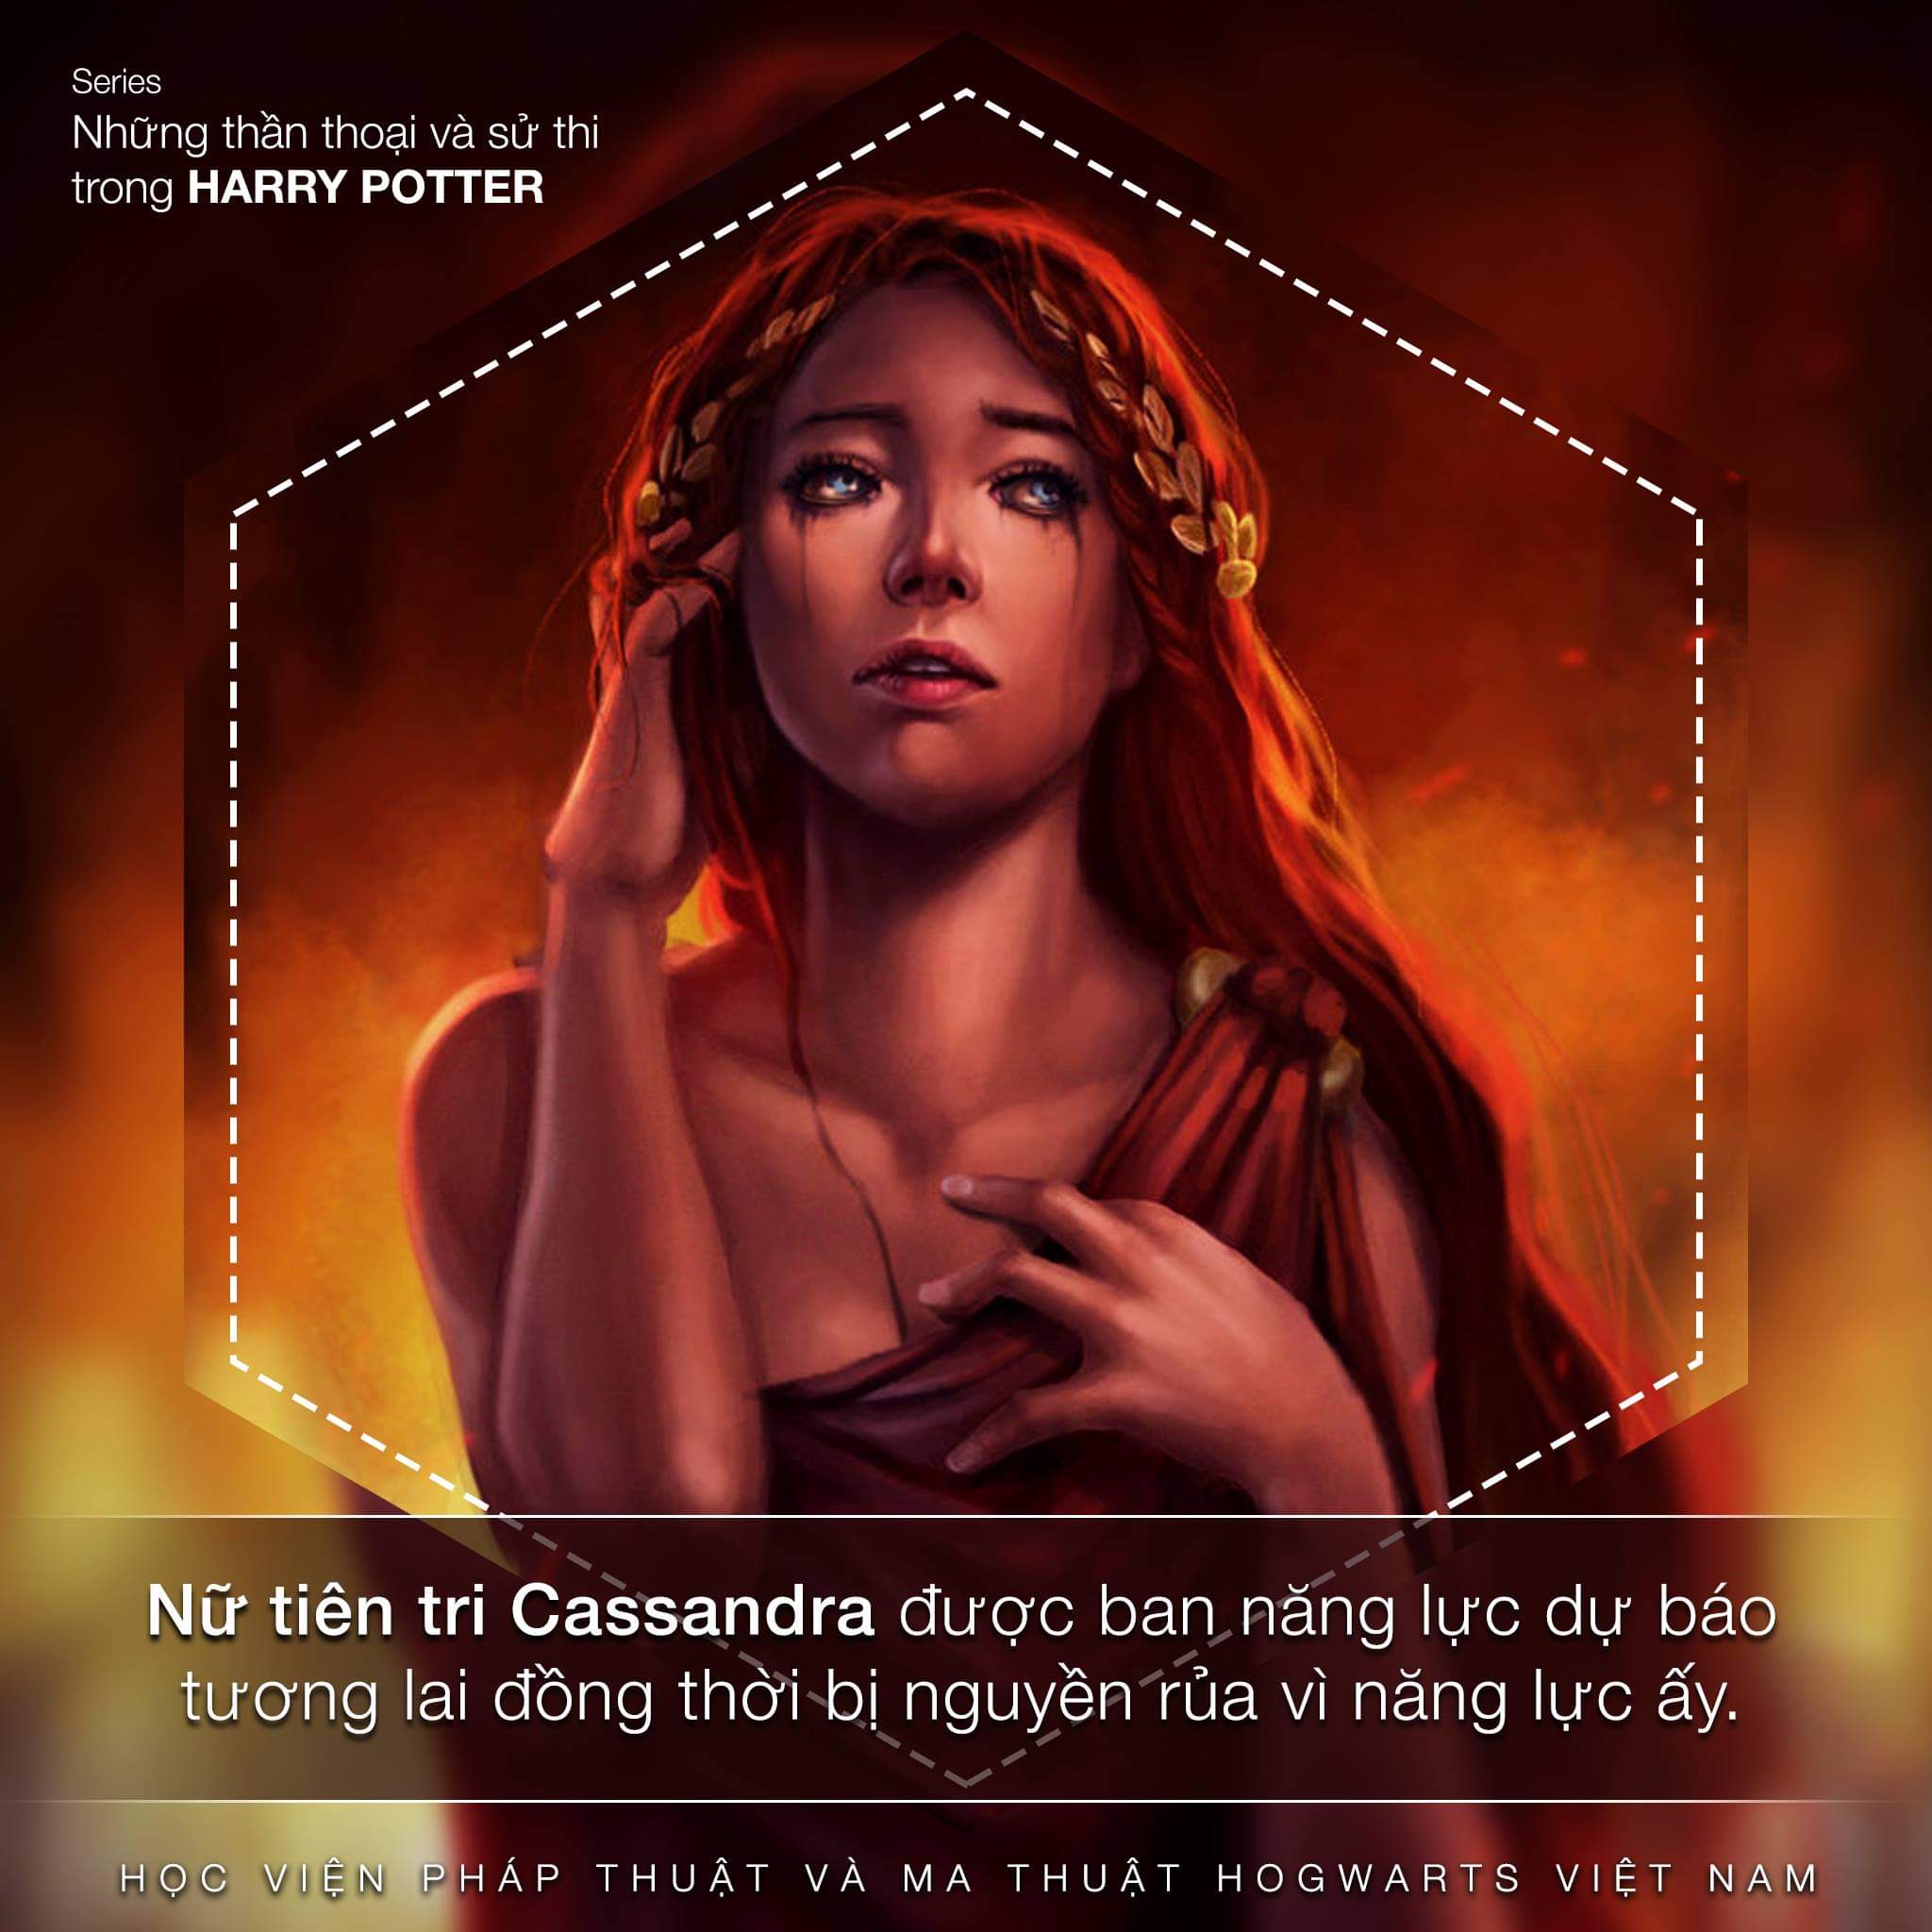 Series
Những thần thoại và sử thi
trong HARRY POTTER
Nữ tiên tri Cassandra được ban năng lực dự báo
tương lai đồng thời bị nguyền rủa vì năng lực ấy.
HỌC VIỆN PHÁP THUẬT VÀ MA THUẬT HOGWARTS VIỆT NAM